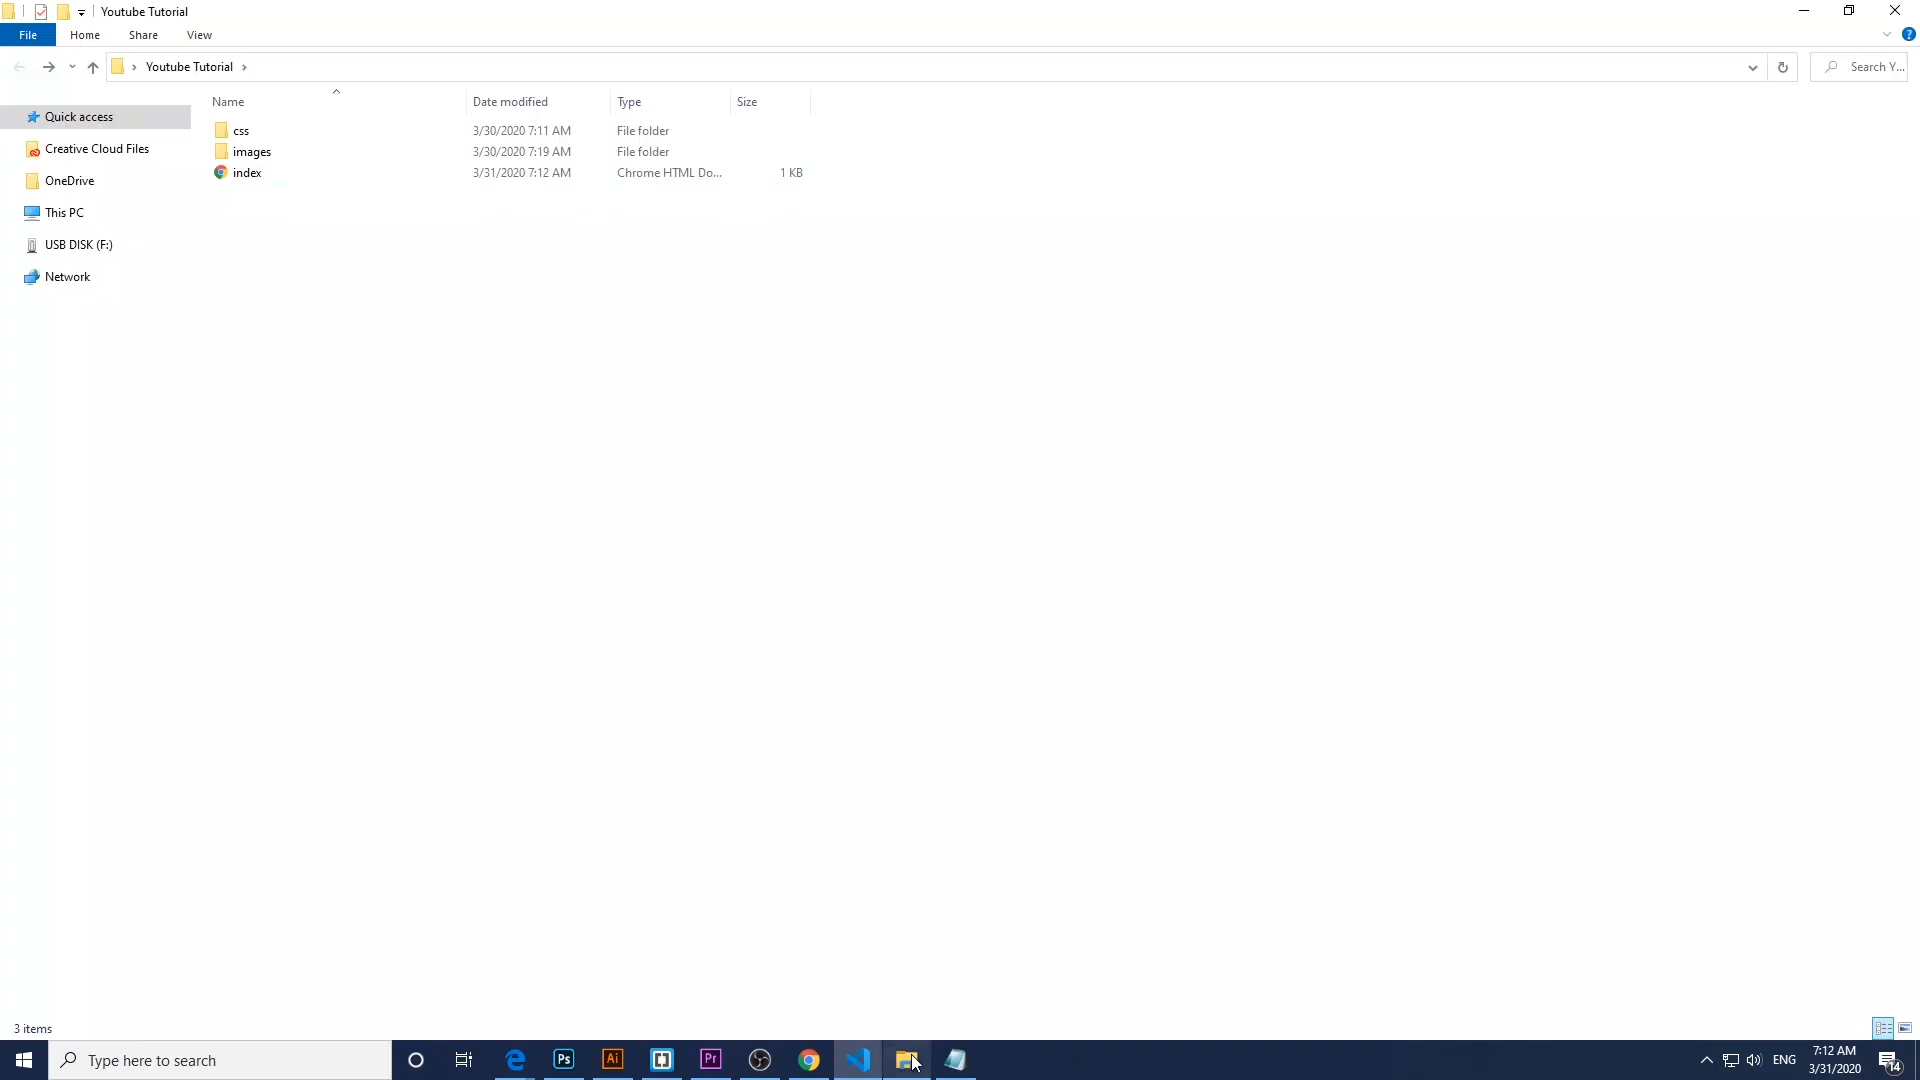 Youtube Tutorial
File Home Share View
Youtube Tutorial Search Y...
Name Date modified Type Size
Quick access
Creative Cloud Files
OneDrive
This PC
USB DISK (F:)
Network
css 3/30/2020 7:11 AM File folder
images 3/30/2020 7:19 AM File folder
index 3/31/2020 7:12 AM Chrome HTML Do... 1 KB
3 items
Type here to search
Ps
Ai
Pr
ENG
7:12 AM
3/31/2020
14